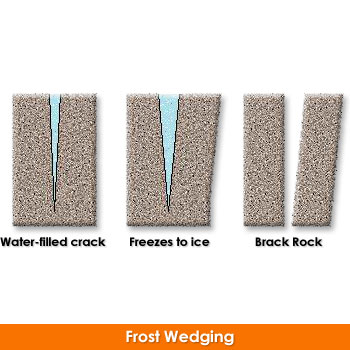 Water-filled crack
Freezes to ice
Brack Rock
Frost Wedging